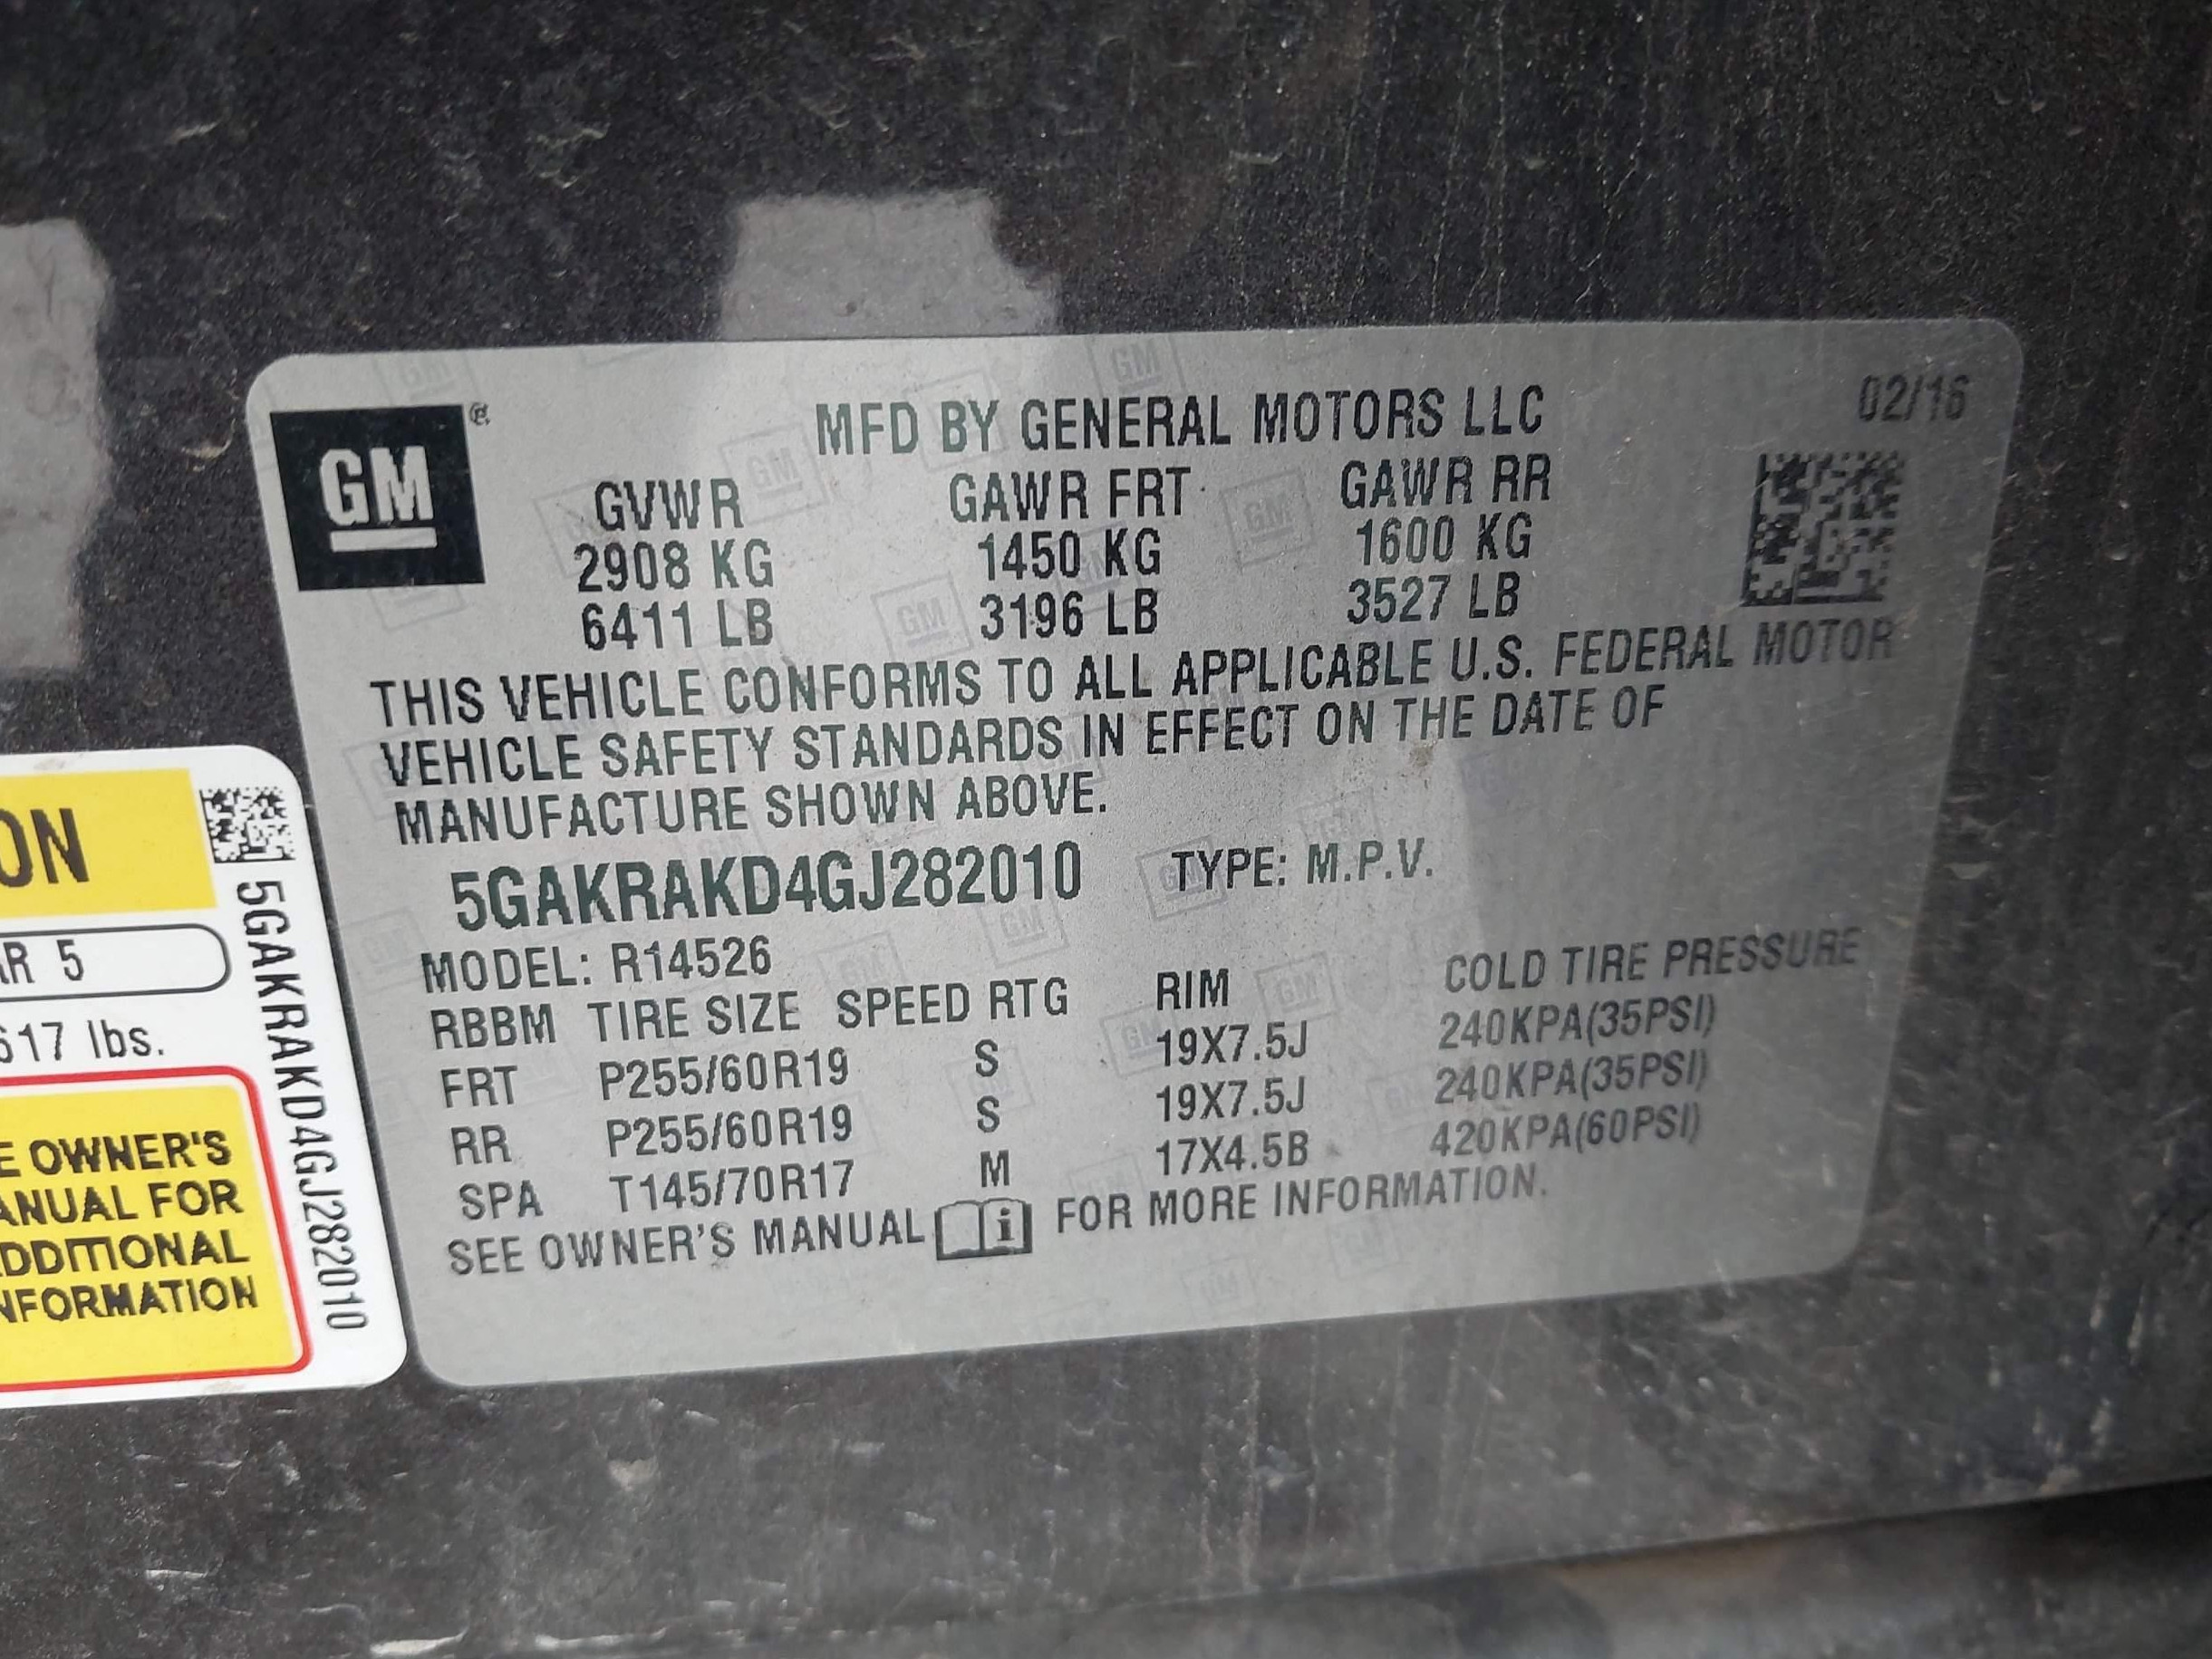 02/16
GM ®
MFD BY GENERAL MOTORS LLC
GVWR GAWR FRT GAWR RR
2908 KG 1450 KG 1600 KG
6411 LB 3196 LB 3527 LB
THIS VEHICLE CONFORMS TO ALL APPLICABLE U.S. FEDERAL MOTOR
VEHICLE SAFETY STANDARDS IN EFFECT ON THE DATE OF
MANUFACTURE SHOWN ABOVE.
5GAKRAKD4GJ282010 TYPE: M.P.V.
MODEL: R14526
RBBM TIRE SIZE SPEED RTG RIM COLD TIRE PRESSURE
FRT P255/60R19 S 19X7.5J 240KPA(35PSI)
RR P255/60R19 S 19X7.5J 240KPA(35PSI)
SPA T145/70R17 M 17X4.5B 420KPA(60PSI)
SEE OWNER'S MANUAL i FOR MORE INFORMATION.
ON
AR 5
617 lbs.
E OWNER'S
ANUAL FOR
DDITIONAL
NFORMATION
5GAKRAKD4GJ282010